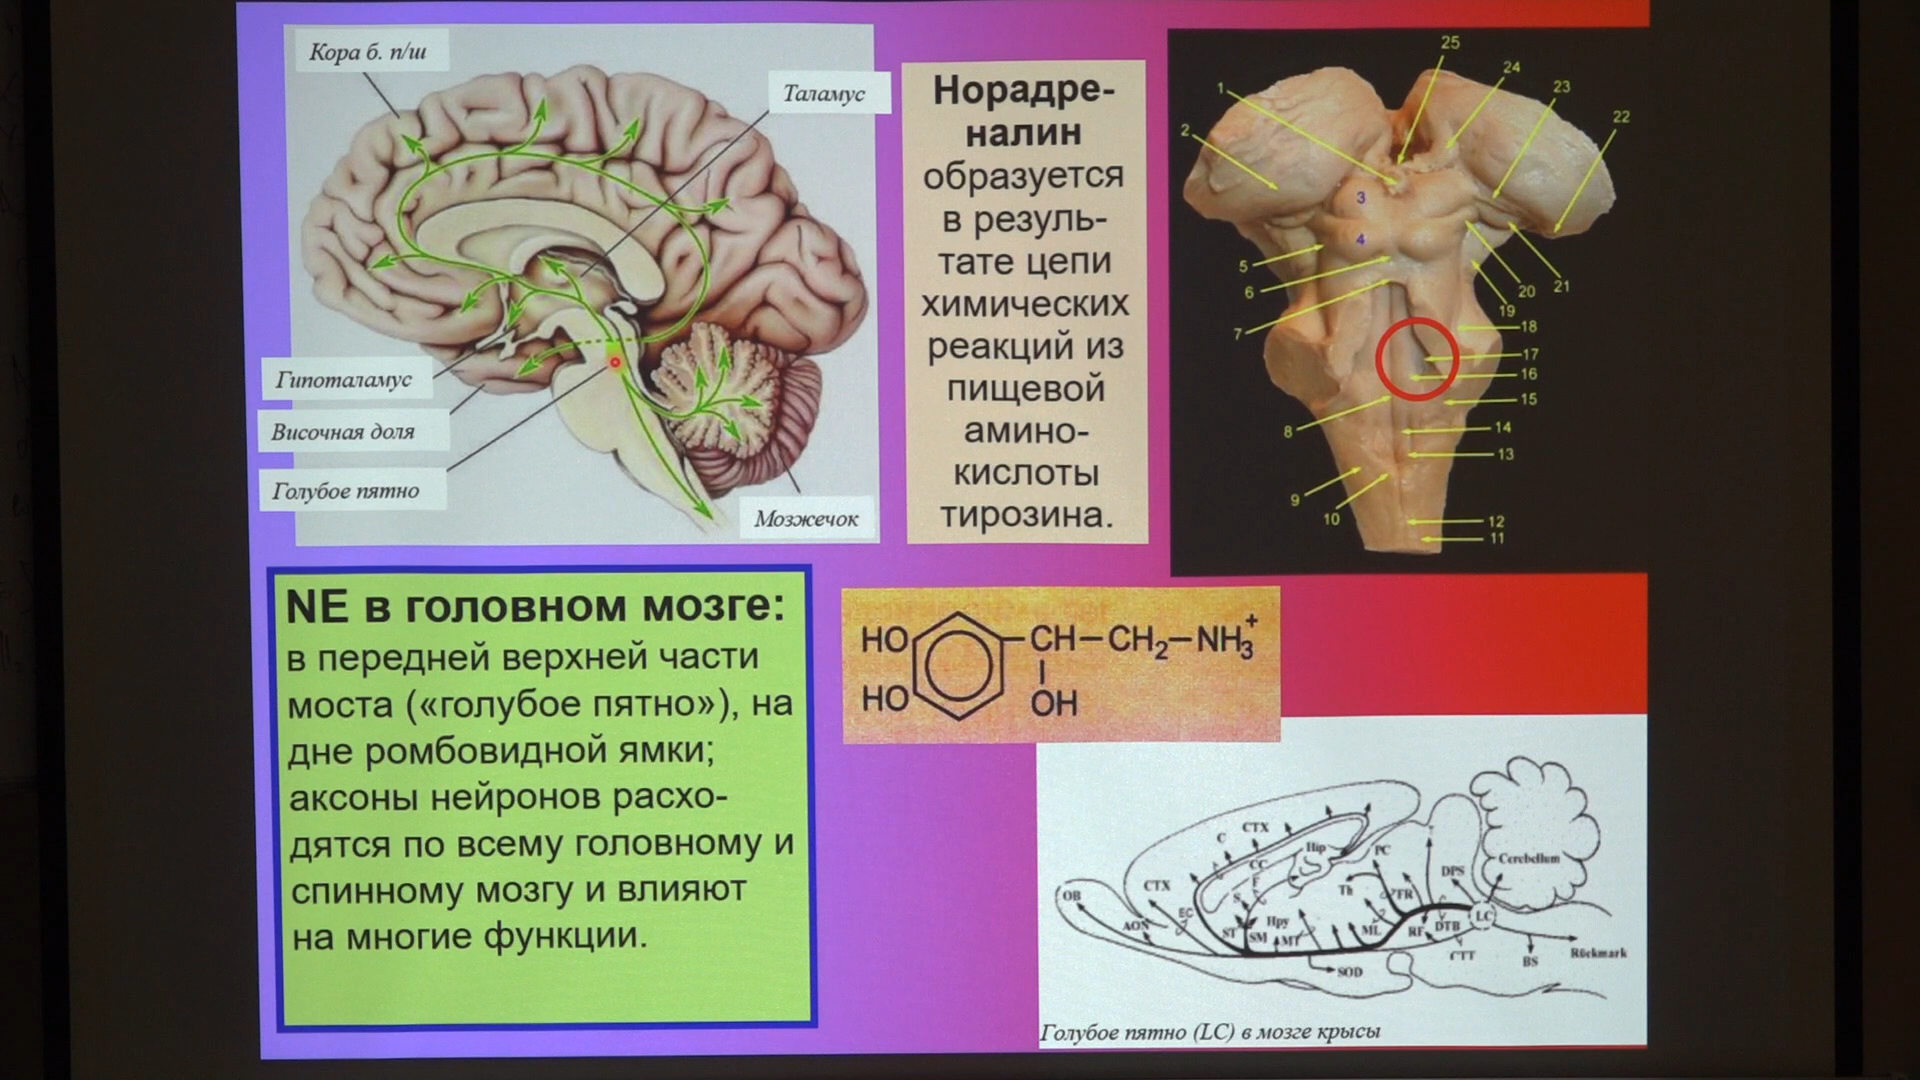 Кора б. п/ш
Таламус
Гипоталамус
Височная доля
Голубое пятно
Мозжечок
Норадре-
налин
образуется
в резуль-
тате цепи
химических
реакций из
пищевой
амино-
кислоты
тирозина.
25
24
23
22
1
2
3
4
5
6
7
21
20
19
18
17
16
15
8
14
13
9
10
12
11
NE в головном мозге:
в передней верхней части
моста («голубое пятно»), на
дне ромбовидной ямки;
аксоны нейронов расхо-
дятся по всему головному и
спинному мозгу и влияют
на многие функции.
HO
HO
CH–CH2–NH3+
OH
CTX
C
Hip
PC
Cerebellum
CC
F
DPS
CTX
Th
OB
S
EC
LC
AON
Hpy
ST
SM
MT
ML
RF
DTB
CTT
BS
Rückmark
SOD
Голубое пятно (LC) в мозге крысы